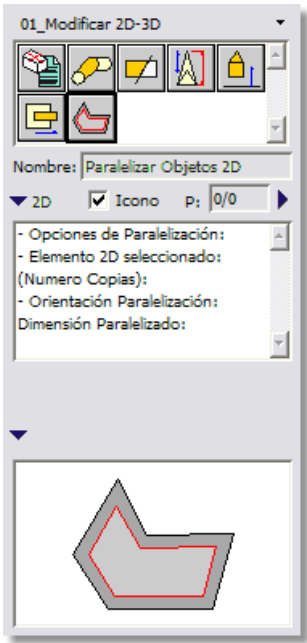 01_Modificar 2D-3D
Nombre: Paralelizar Objetos 2D
2D Icono P: 0/0
- Opciones de Paralelización:
- Elemento 2D seleccionado:
(Numero Copias):
- Orientación Paralelización:
Dimensión Paralelizado: